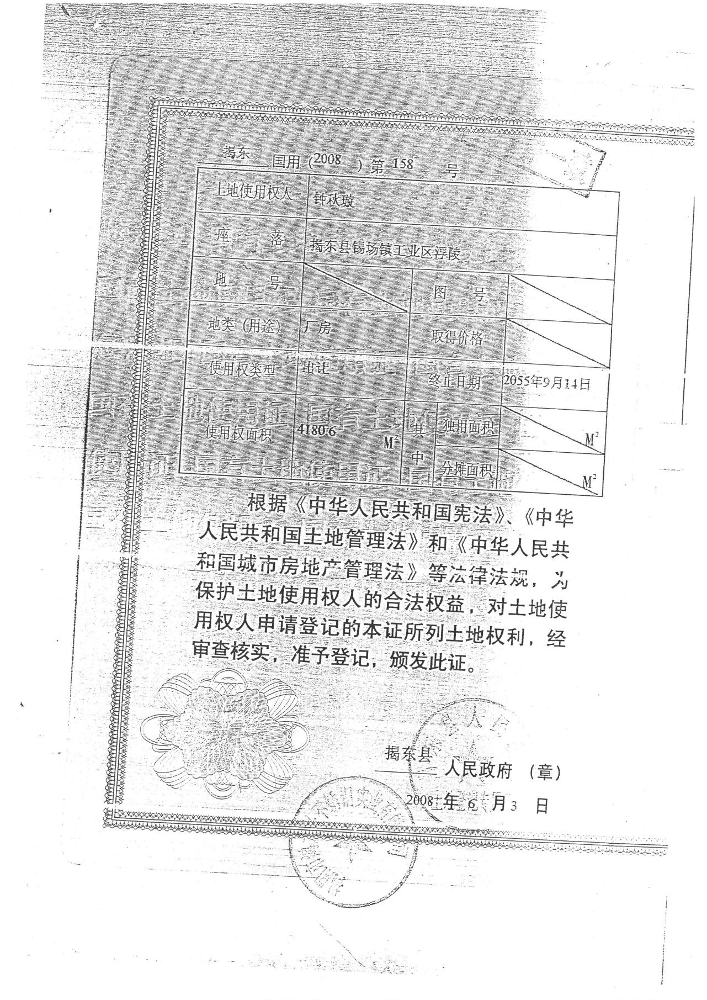 揭东 国用（2008）第 158 号
土地使用权人 钟秋璇
座 落 揭东县锡场镇工业区浮陵
地 号 图 号
地类（用途） 厂房 取得价格
使用权类型 出让 终止日期 2055年9月14日
使用权面积 4180.6 M² 其中 独用面积 M²
分摊面积 M²
根据《中华人民共和国宪法》、《中华
人民共和国土地管理法》和《中华人民共
和国城市房地产管理法》等法律法规，为
保护土地使用权人的合法权益，对土地使
用权人申请登记的本证所列土地权利，经
审查核实，准予登记，颁发此证。
揭东县 人民政府 （章）
2008 年 6 月 3 日